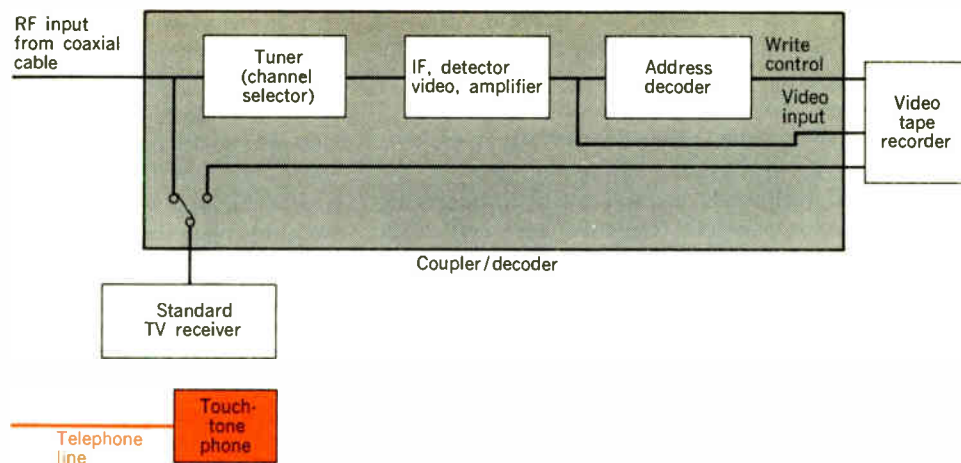 RF input
from coaxial
cable
Tuner
(channel
selector)
IF, detector
video, amplifier
Address
decoder
Write
control
Video
input
Video
tape
recorder
Coupler/decoder
Standard
TV receiver
Touch-
tone
phone
Telephone
line